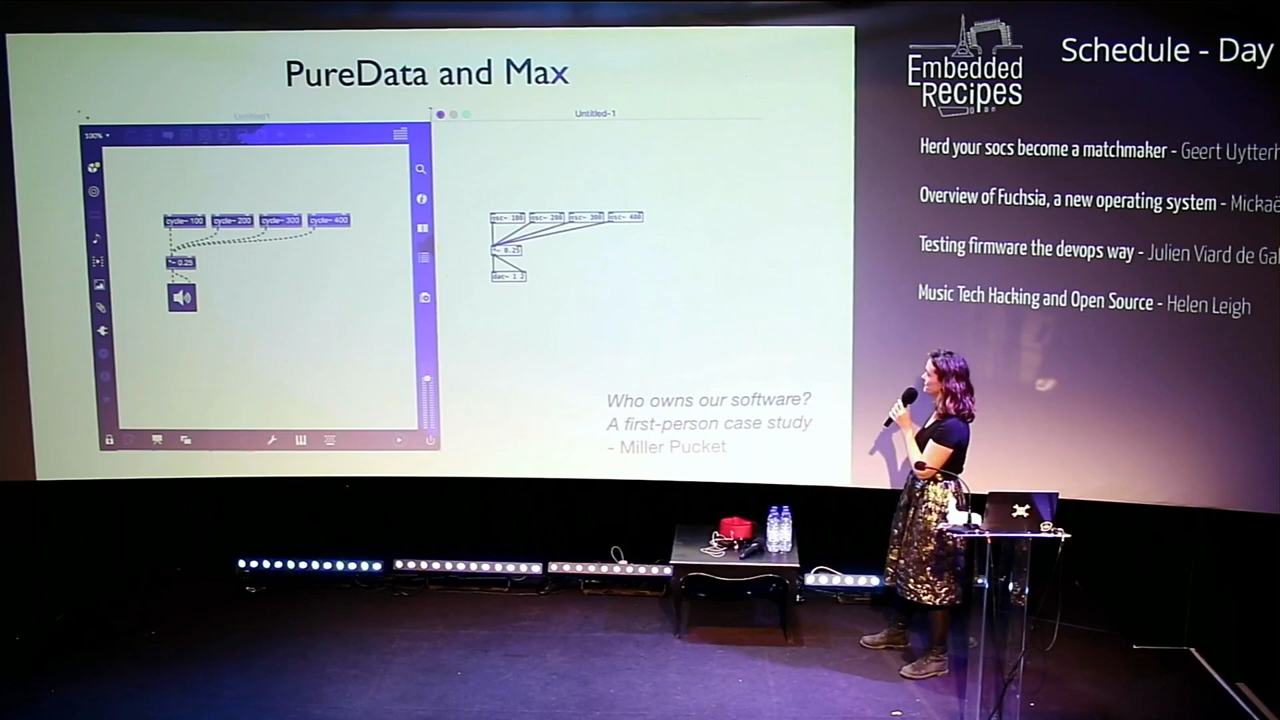 PureData and Max
Untitled1
Untitled-1
100%
cycle~ 100
cycle~ 200
cycle~ 300
cycle~ 400
*~ 0.25
osc~ 100
osc~ 200
osc~ 300
osc~ 400
*~ 0.25
dac~ 1 2
Who owns our software?
A first-person case study
- Miller Pucket
Embedded
Recipes
Schedule - Day
Herd your socs become a matchmaker - Geert Uytterh
Overview of Fuchsia, a new operating system - Mickaë
Testing firmware the devops way - Julien Viard de Gal
Music Tech Hacking and Open Source - Helen Leigh